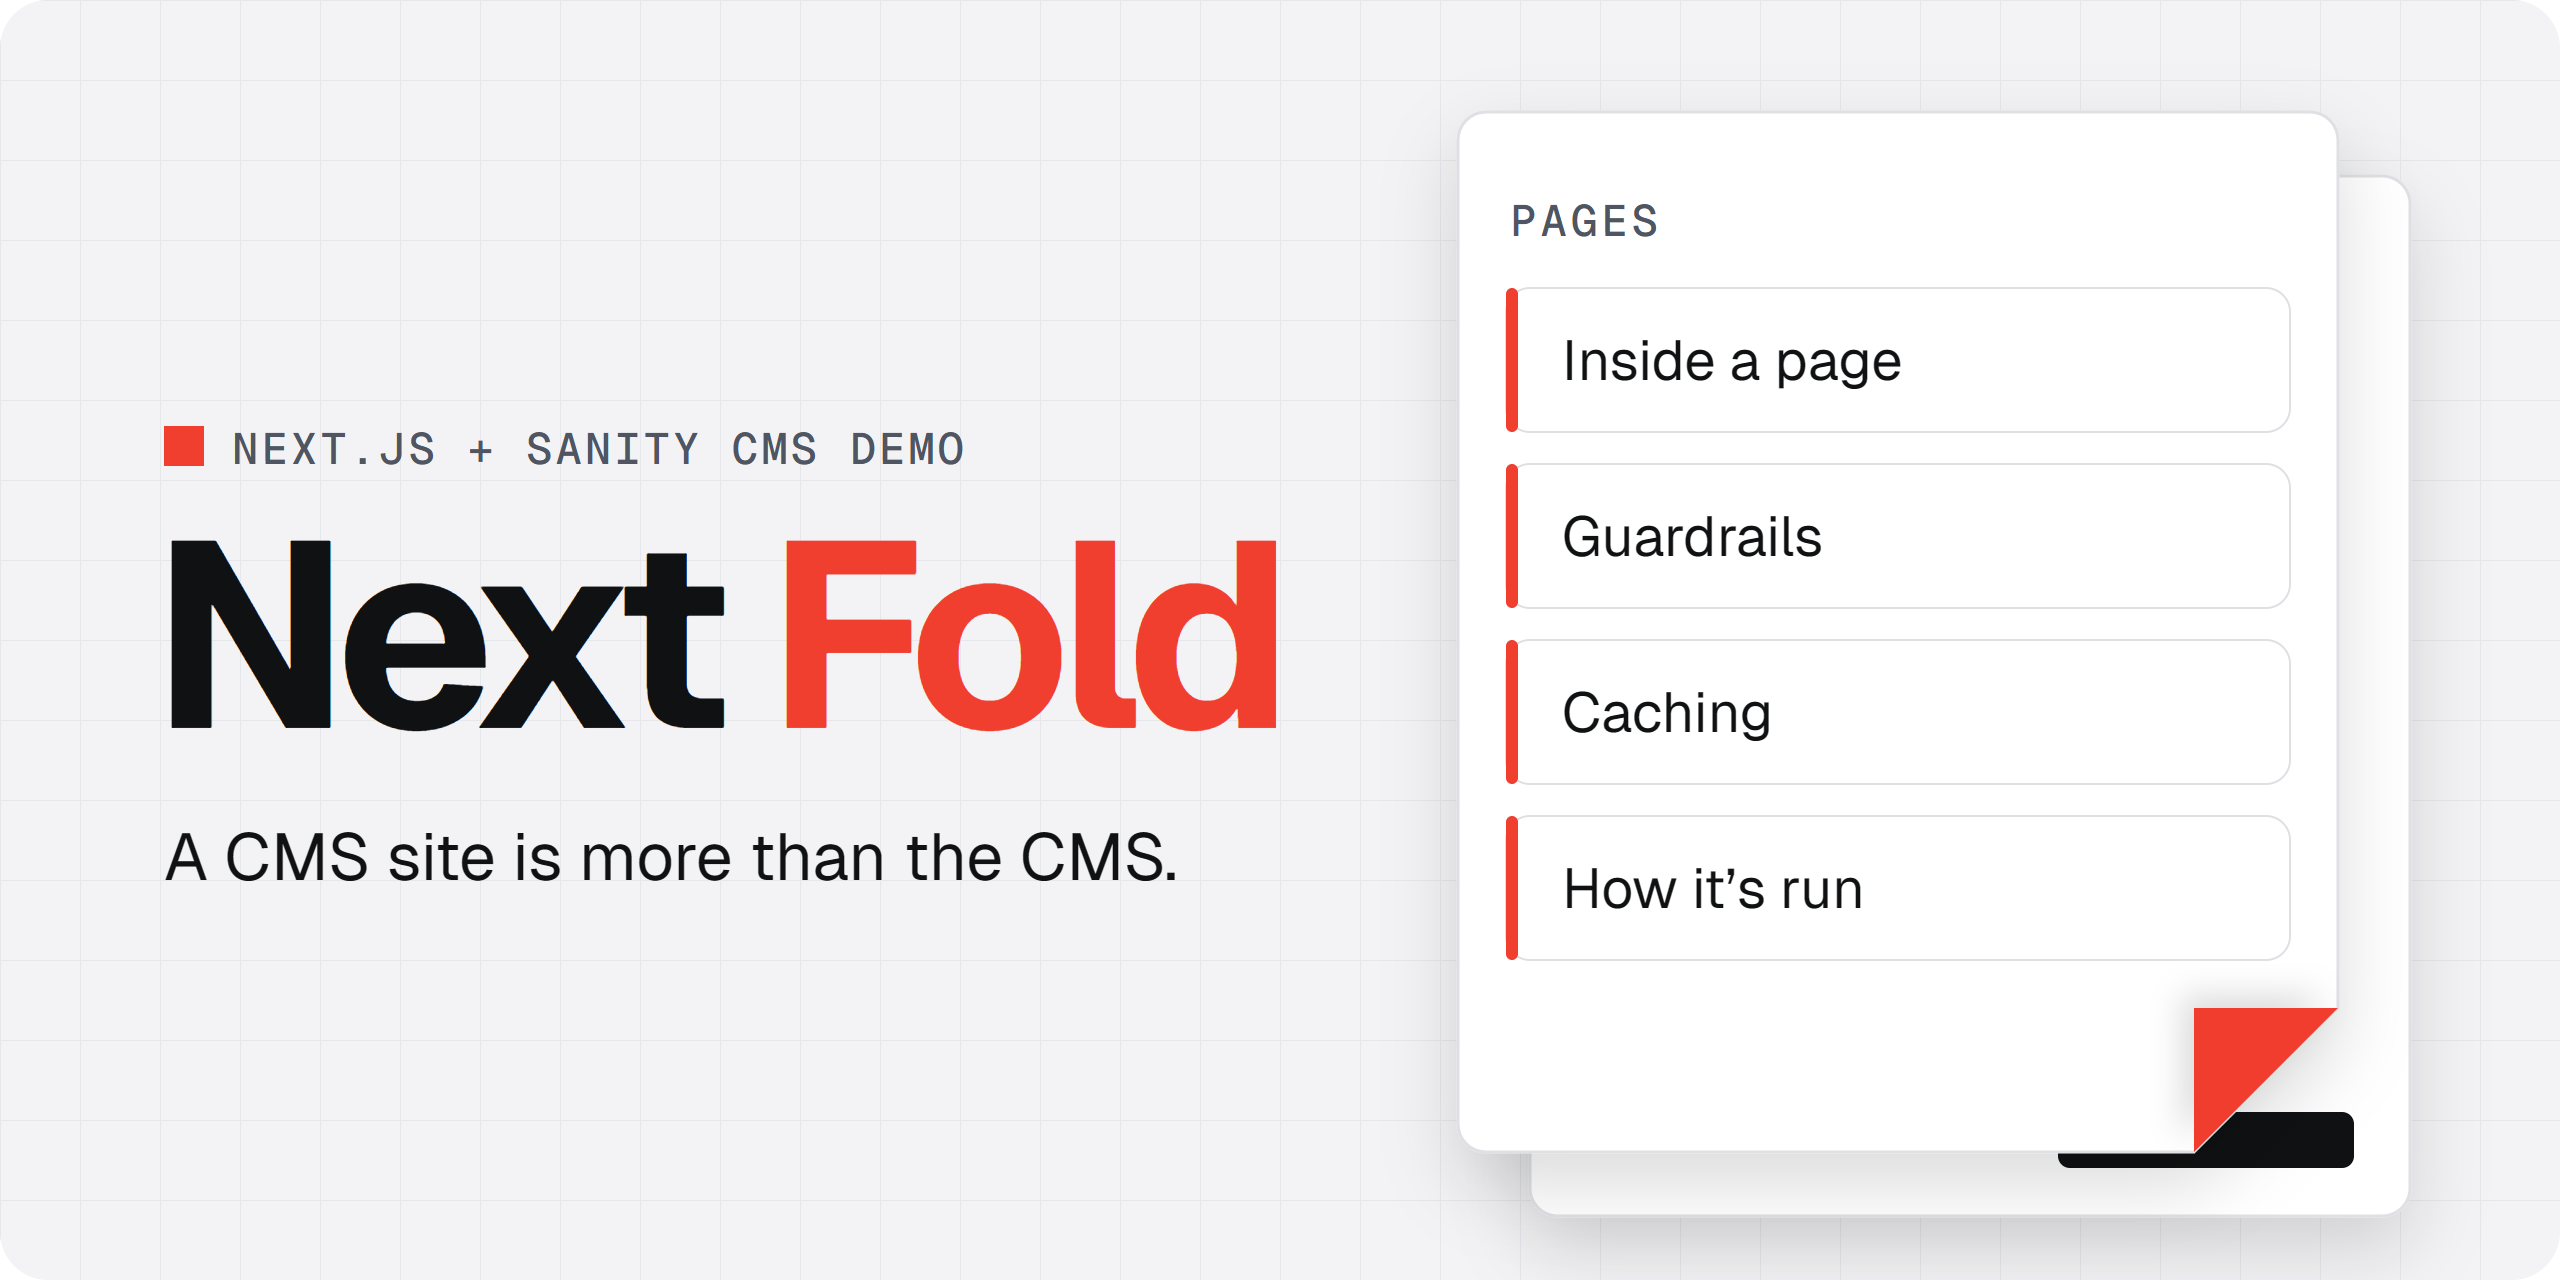 NEXT.JS + SANITY CMS DEMO
Next Fold
A CMS site is more than the CMS.
PAGES
Inside a page
Guardrails
Caching
How it’s run